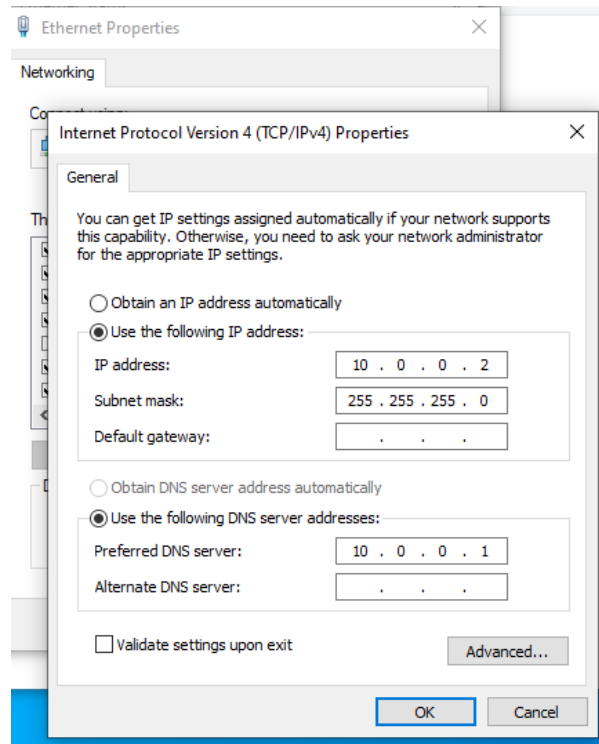 Ethernet Properties
Networking
Internet Protocol Version 4 (TCP/IPv4) Properties
General
You can get IP settings assigned automatically if your network supports
this capability. Otherwise, you need to ask your network administrator
for the appropriate IP settings.
Obtain an IP address automatically
Use the following IP address:
IP address: 10 . 0 . 0 . 2
Subnet mask: 255 . 255 . 255 . 0
Default gateway: . . .
Obtain DNS server address automatically
Use the following DNS server addresses:
Preferred DNS server: 10 . 0 . 0 . 1
Alternate DNS server: . . .
Validate settings upon exit
Advanced...
OK Cancel